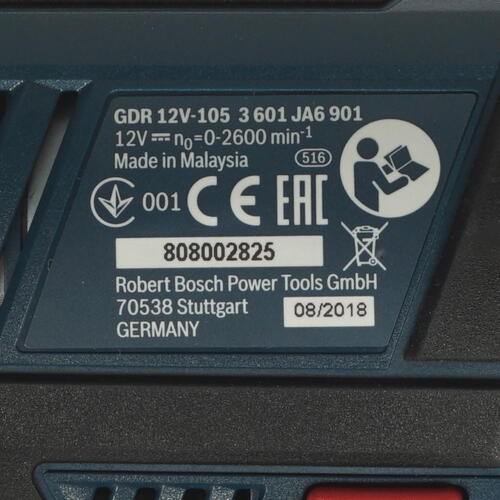 GDR 12V-105 3 601 JA6 901
12V⎓ n₀=0-2600 min⁻¹
Made in Malaysia 516
001 CE EAC
808002825
Robert Bosch Power Tools GmbH
70538 Stuttgart 08/2018
GERMANY